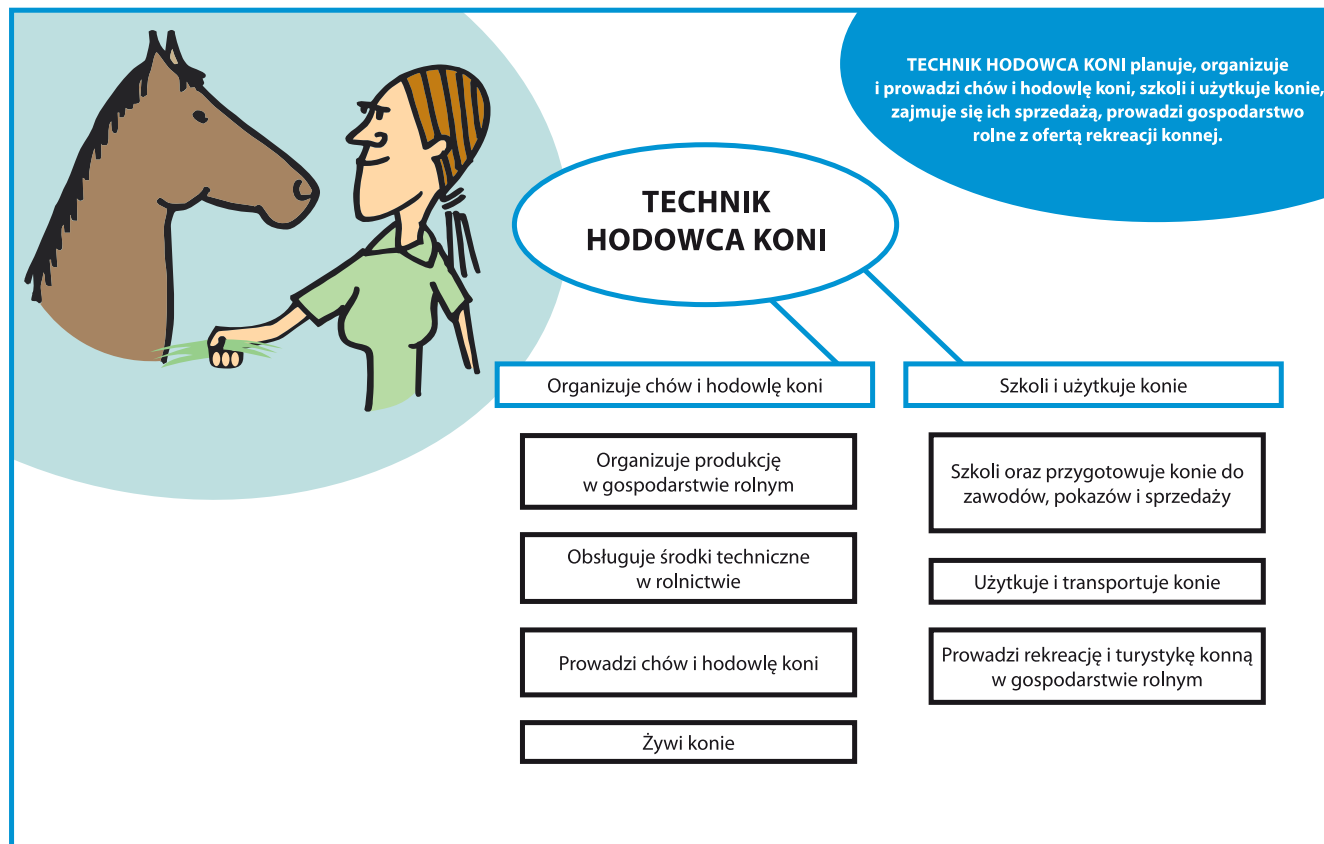 TECHNIK HODOWCA KONI planuje, organizuje
i prowadzi chów i hodowlę koni, szkoli i użytkuje konie,
zajmuje się ich sprzedażą, prowadzi gospodarstwo
rolne z ofertą rekreacji konnej.
TECHNIK
HODOWCA KONI
Organizuje chów i hodowlę koni
Organizuje produkcję
w gospodarstwie rolnym
Obsługuje środki techniczne
w rolnictwie
Prowadzi chów i hodowlę koni
Żywi konie
Szkoli i użytkuje konie
Szkoli oraz przygotowuje konie do
zawodów, pokazów i sprzedaży
Użytkuje i transportuje konie
Prowadzi rekreację i turystykę konną
w gospodarstwie rolnym